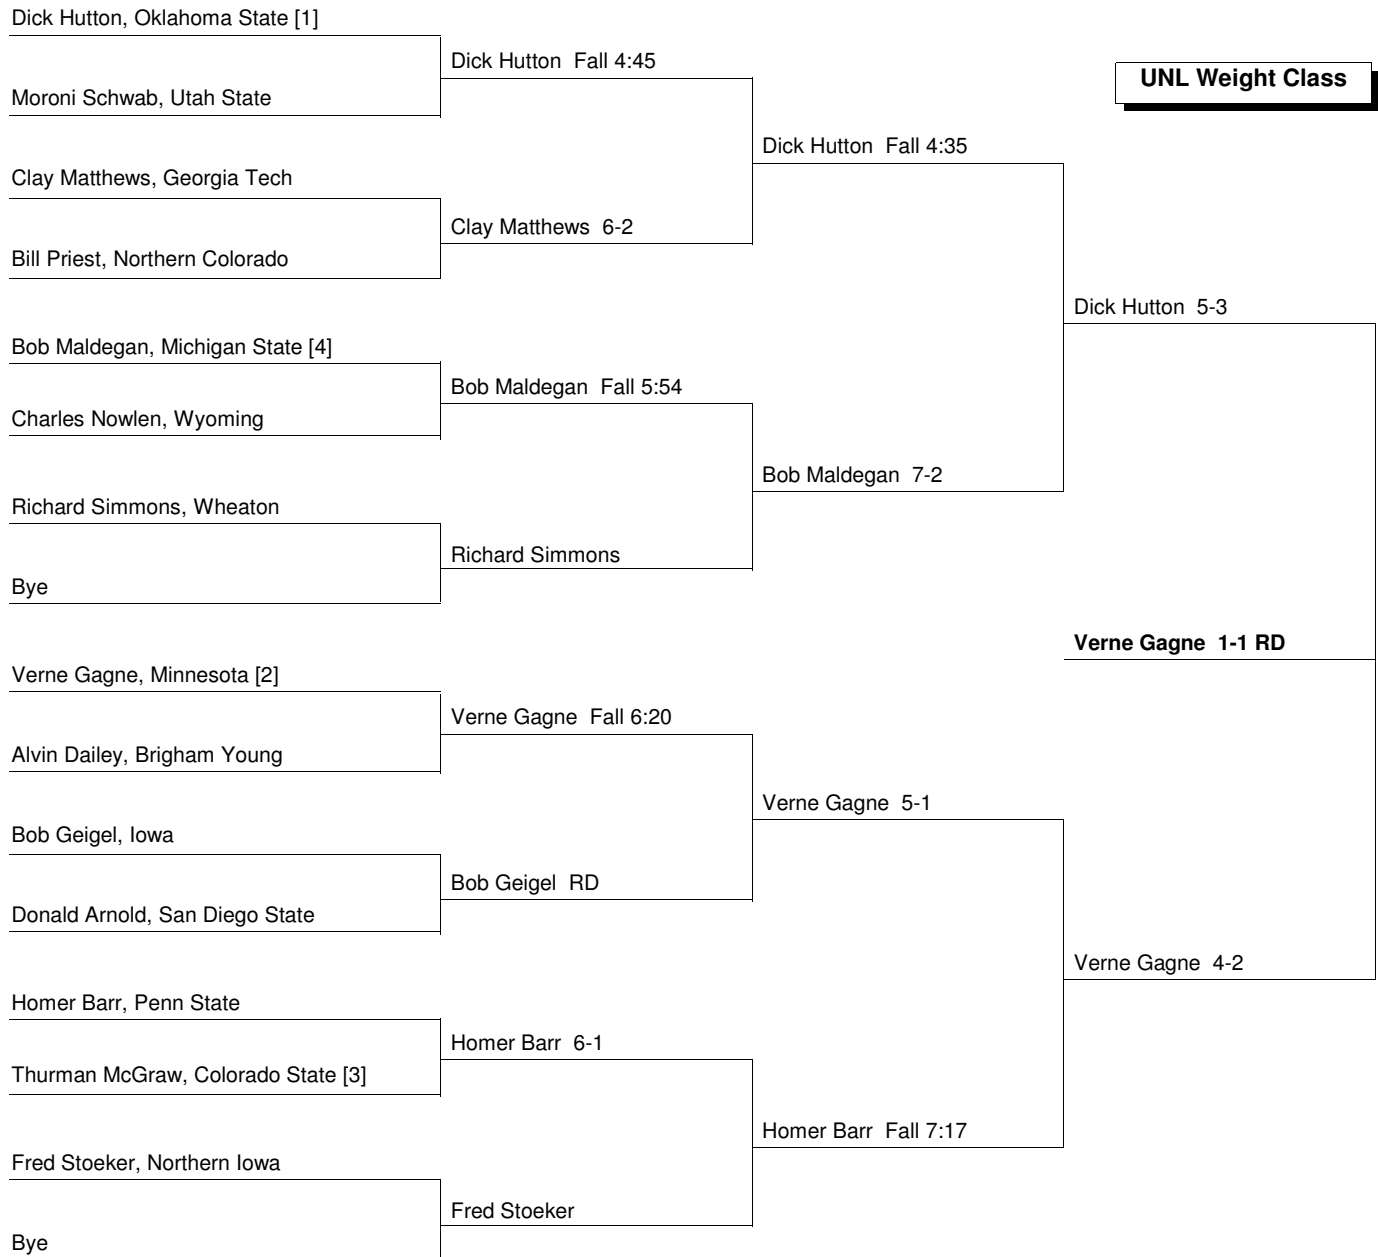 Dick Hutton, Oklahoma State [1]
Dick Hutton  Fall 4:45
UNL Weight Class
Moroni Schwab, Utah State
Dick Hutton  Fall 4:35
Clay Matthews, Georgia Tech
Clay Matthews  6-2
Bill Priest, Northern Colorado
Dick Hutton  5-3
Bob Maldegan, Michigan State [4]
Bob Maldegan  Fall 5:54
Charles Nowlen, Wyoming
Bob Maldegan  7-2
Richard Simmons, Wheaton
Richard Simmons
Bye
Verne Gagne  1-1 RD
Verne Gagne, Minnesota [2]
Verne Gagne  Fall 6:20
Alvin Dailey, Brigham Young
Verne Gagne  5-1
Bob Geigel, Iowa
Bob Geigel  RD
Donald Arnold, San Diego State
Verne Gagne  4-2
Homer Barr, Penn State
Homer Barr  6-1
Thurman McGraw, Colorado State [3]
Homer Barr  Fall 7:17
Fred Stoeker, Northern Iowa
Fred Stoeker
Bye